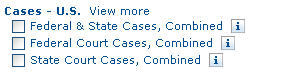 Cases - U.S. View more
Federal & State Cases, Combined i
Federal Court Cases, Combined i
State Court Cases, Combined i